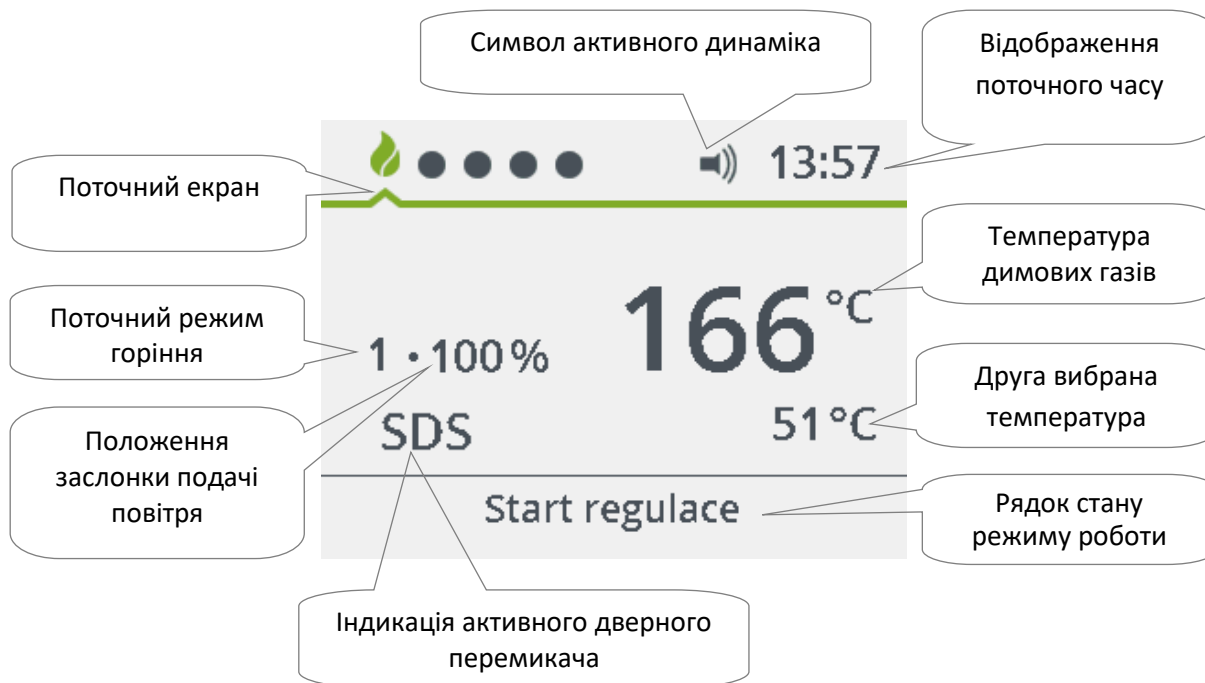 Символ активного динаміка
Відображення
поточного часу
13:57
Поточний екран
Температура
димових газів
166 °C
Поточний режим
горіння
1 · 100 %
Друга вибрана
температура
51 °C
SDS
Положення
заслонки подачі
повітря
Start regulace
Рядок стану
режиму роботи
Індикація активного дверного
перемикача